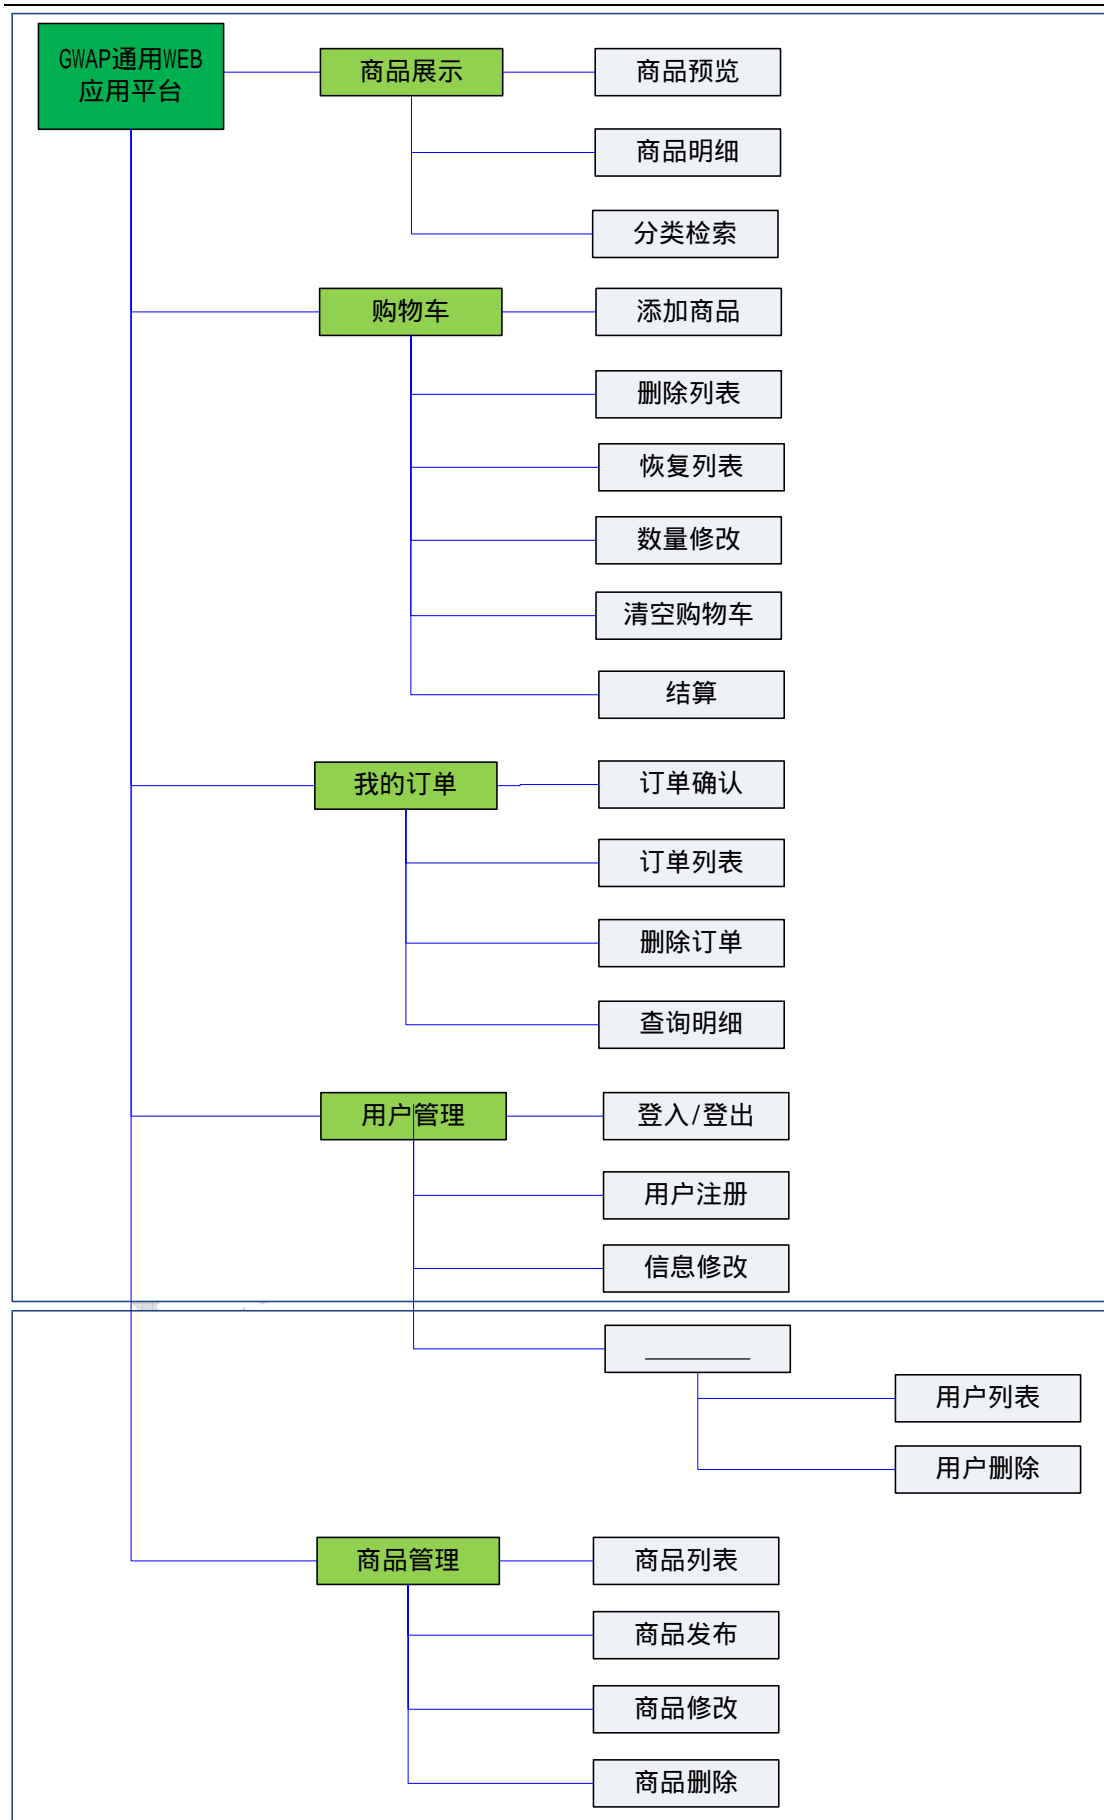 GWAP通用WEB
应用平台
商品展示
商品预览
商品明细
分类检索
购物车
添加商品
删除列表
恢复列表
数量修改
清空购物车
结算
我的订单
订单确认
订单列表
删除订单
查询明细
用户管理
登入/登出
用户注册
信息修改
用户列表
用户删除
商品管理
商品列表
商品发布
商品修改
商品删除